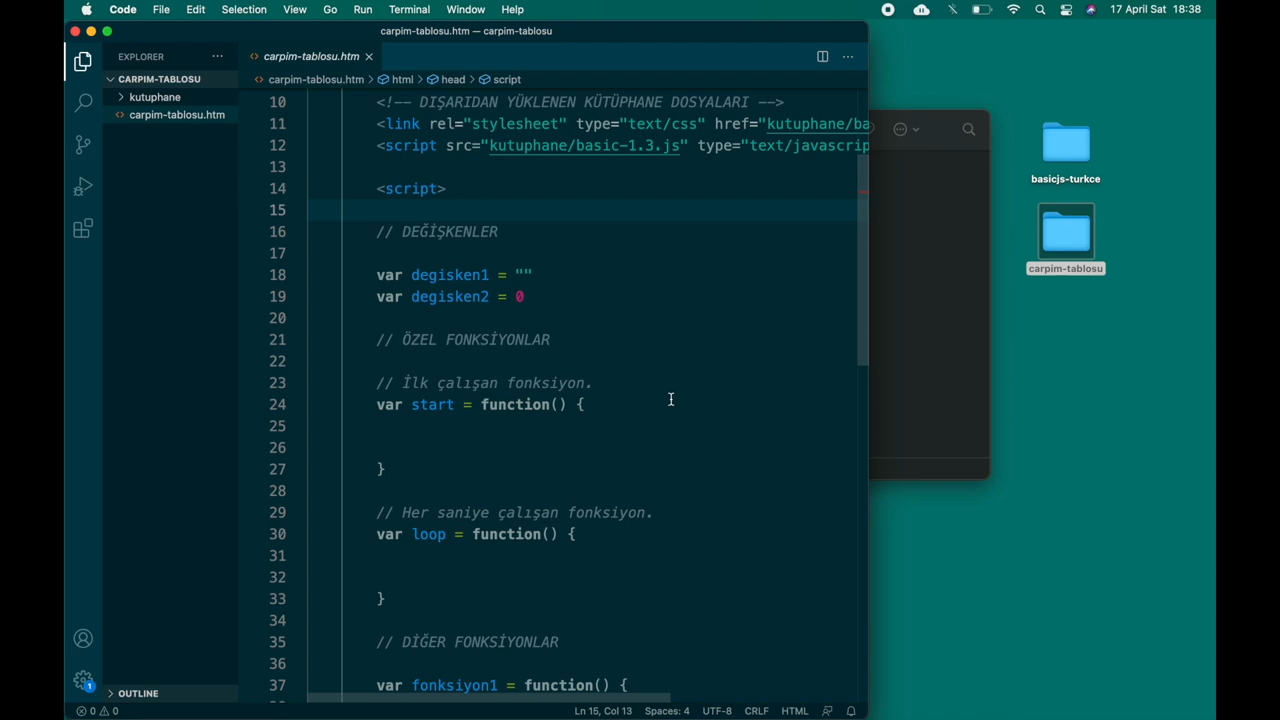 Code File Edit Selection View Go Run Terminal Window Help 17 April Sat 18:38
carpim-tablosu.htm — carpim-tablosu
EXPLORER
carpim-tablosu.htm
CARPIM-TABLOSU
carpim-tablosu.htm html head script
kutuphane
carpim-tablosu.htm
10 <!-- DIŞARIDAN YÜKLENEN KÜTÜPHANE DOSYALARI -->
11 <link rel="stylesheet" type="text/css" href="kutuphane/ba
12 <script src="kutuphane/basic-1.3.js" type="text/javascrip
13
14 <script>
15
16 // DEĞİŞKENLER
17
18 var degisken1 = ""
19 var degisken2 = 0
20
21 // ÖZEL FONKSİYONLAR
22
23 // İlk çalışan fonksiyon.
24 var start = function() {
25
26
27 }
28
29 // Her saniye çalışan fonksiyon.
30 var loop = function() {
31
32
33 }
34
35 // DİĞER FONKSİYONLAR
36
37 var fonksiyon1 = function() {
OUTLINE
1
0 0 Ln 15, Col 13 Spaces: 4 UTF-8 CRLF HTML
basicjs-turkce
carpim-tablosu